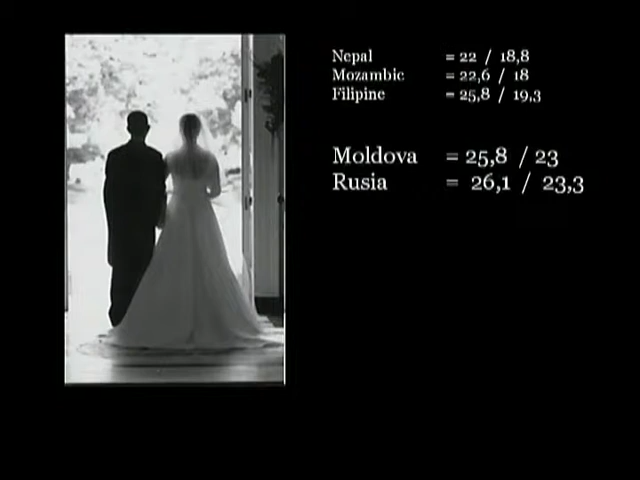 Nepal = 22 / 18,8
Mozambic = 22,6 / 18
Filipine = 25,8 / 19,3
Moldova = 25,8 / 23
Rusia = 26,1 / 23,3